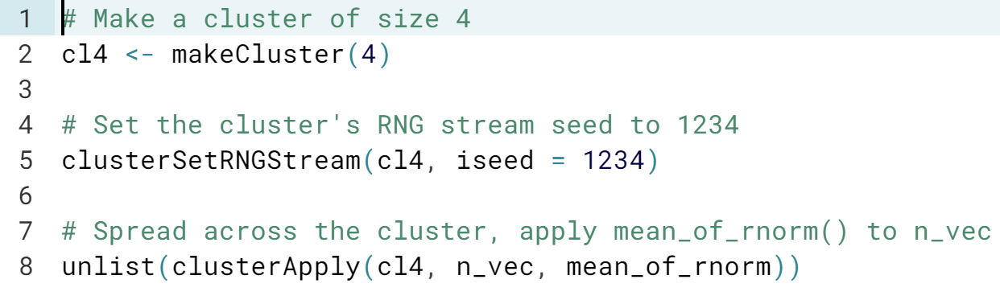 1 # Make a cluster of size 4
2 cl4 <- makeCluster(4)
3
4 # Set the cluster's RNG stream seed to 1234
5 clusterSetRNGStream(cl4, iseed = 1234)
6
7 # Spread across the cluster, apply mean_of_rnorm() to n_vec
8 unlist(clusterApply(cl4, n_vec, mean_of_rnorm))